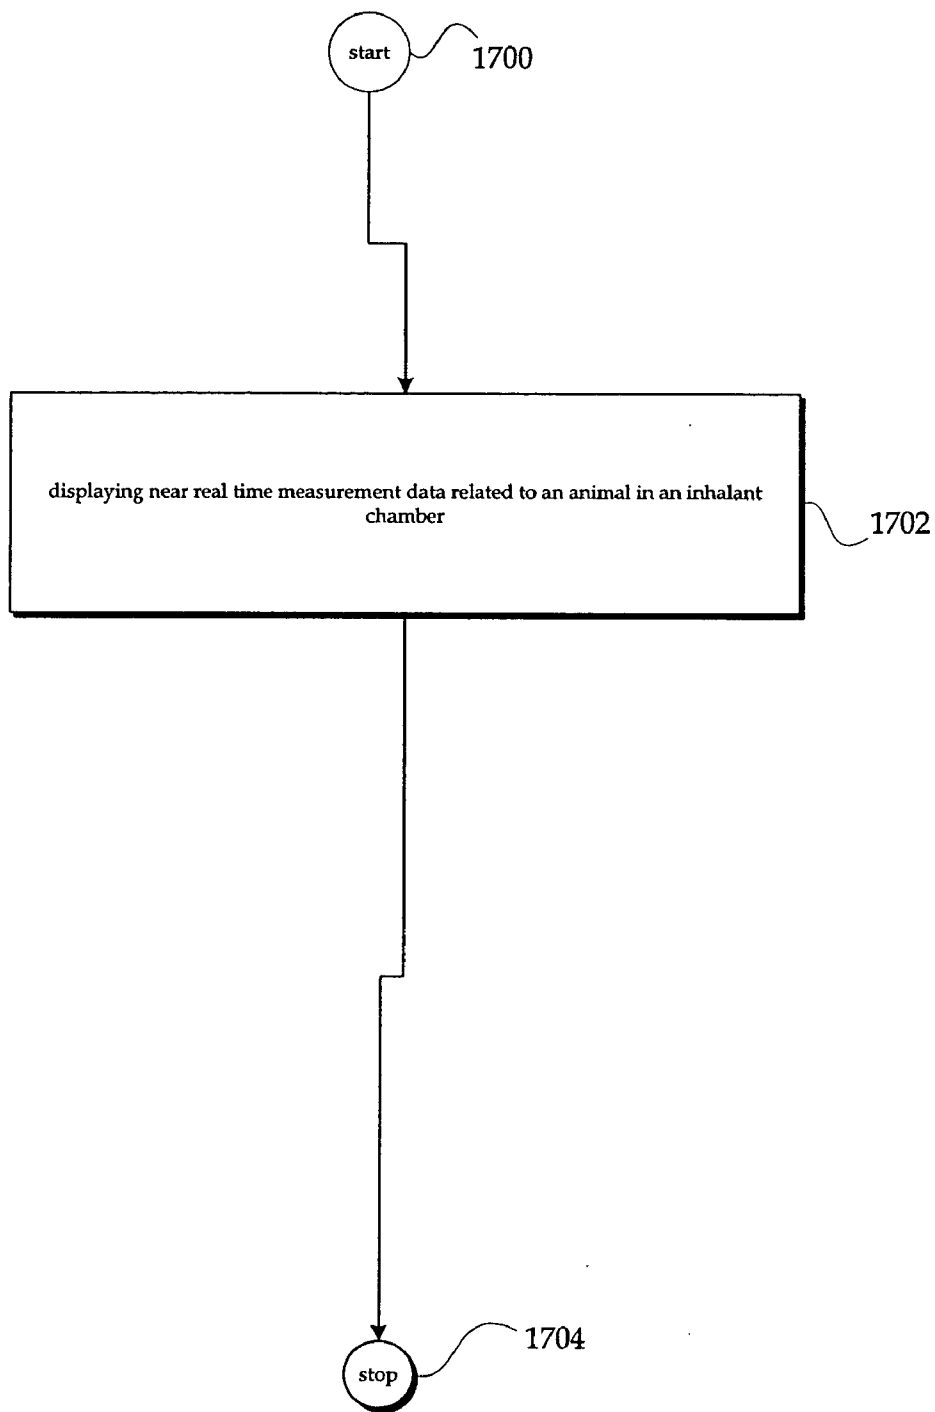 start
1700
displaying near real time measurement data related to an animal in an inhalant
chamber
1702
1704
stop